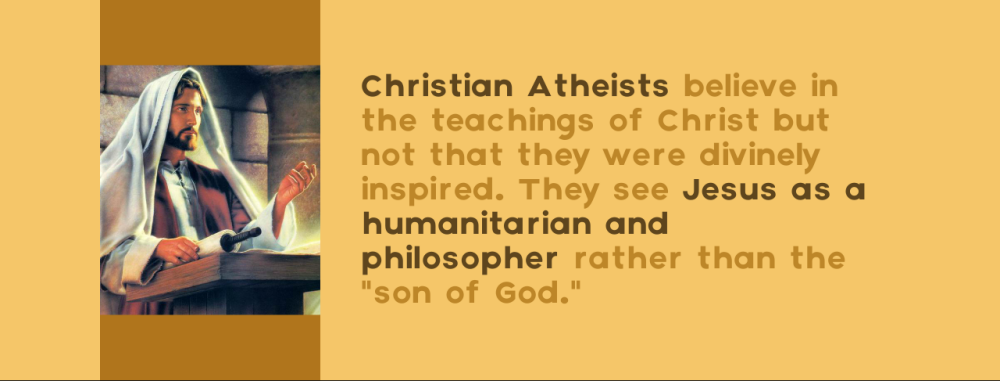 Christian Atheists believe in
the teachings of Christ but
not that they were divinely
inspired. They see Jesus as a
humanitarian and
philosopher rather than the
"son of God."